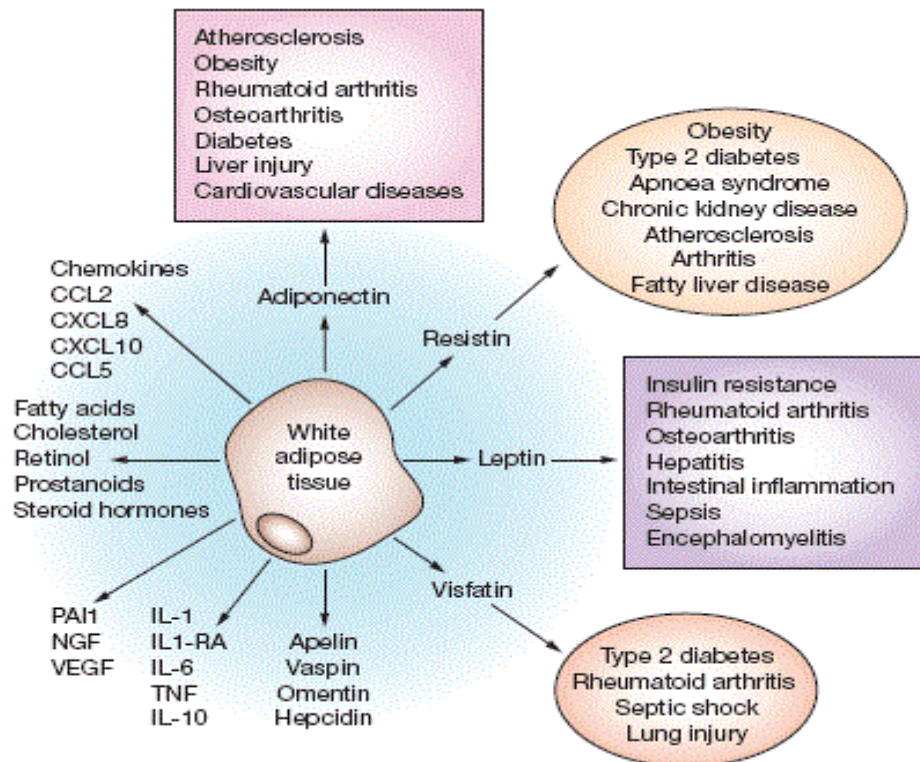 Atherosclerosis
Obesity
Rheumatoid arthritis
Osteoarthritis
Diabetes
Liver injury
Cardiovascular diseases
Obesity
Type 2 diabetes
Apnoea syndrome
Chronic kidney disease
Atherosclerosis
Arthritis
Fatty liver disease
Chemokines
CCL2
CXCL8
CXCL10
CCL5
Adiponectin
Resistin
Fatty acids
Cholesterol
Retinol
Prostanoids
Steroid hormones
White
adipose
tissue
Leptin
Insulin resistance
Rheumatoid arthritis
Osteoarthritis
Hepatitis
Intestinal inflammation
Sepsis
Encephalomyelitis
Visfatin
PAI1
NGF
VEGF
IL-1
IL1-RA
IL-6
TNF
IL-10
Apelin
Vaspin
Omentin
Hepcidin
Type 2 diabetes
Rheumatoid arthritis
Septic shock
Lung injury